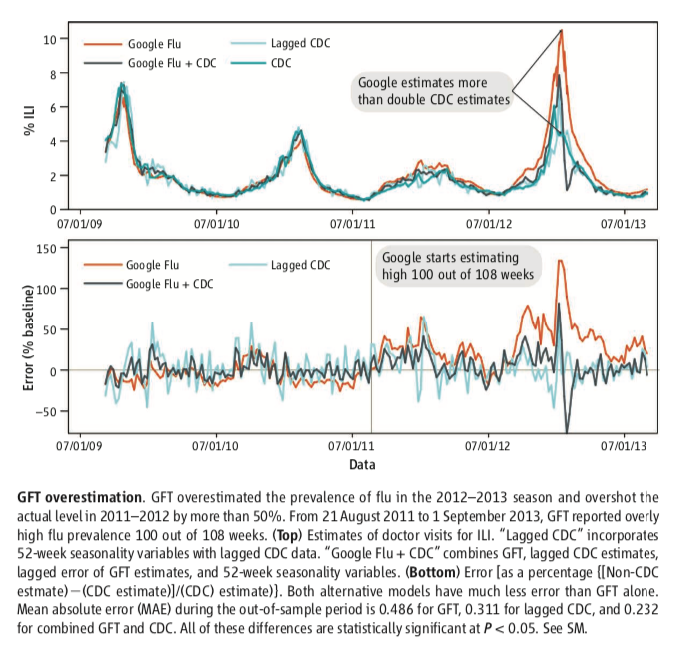 10
8
6
4
2
0
% ILI
Google Flu
Lagged CDC
Google Flu + CDC
CDC
Google estimates more
than double CDC estimates
07/01/09
07/01/10
07/01/11
07/01/12
07/01/13
150
100
50
0
−50
Error (% baseline)
Google Flu
Lagged CDC
Google Flu + CDC
Google starts estimating
high 100 out of 108 weeks
07/01/09
07/01/10
07/01/11
07/01/12
07/01/13
Data
GFT overestimation. GFT overestimated the prevalence of flu in the 2012–2013 season and overshot the
actual level in 2011–2012 by more than 50%. From 21 August 2011 to 1 September 2013, GFT reported overly
high flu prevalence 100 out of 108 weeks. (Top) Estimates of doctor visits for ILI. “Lagged CDC” incorporates
52-week seasonality variables with lagged CDC data. “Google Flu + CDC” combines GFT, lagged CDC estimates,
lagged error of GFT estimates, and 52-week seasonality variables. (Bottom) Error [as a percentage {[Non-CDC
estmate)−(CDC estimate)]/(CDC) estimate)}. Both alternative models have much less error than GFT alone.
Mean absolute error (MAE) during the out-of-sample period is 0.486 for GFT, 0.311 for lagged CDC, and 0.232
for combined GFT and CDC. All of these differences are statistically significant at P < 0.05. See SM.